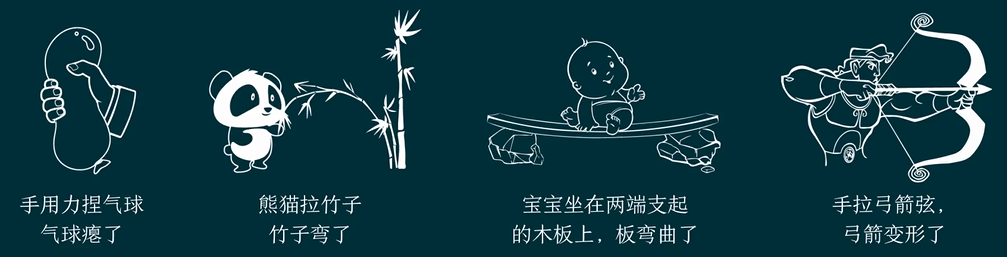 手用力捏气球
气球瘪了
熊猫拉竹子
竹子弯了
宝宝坐在两端支起
的木板上，板弯曲了
手拉弓箭弦，
弓箭变形了